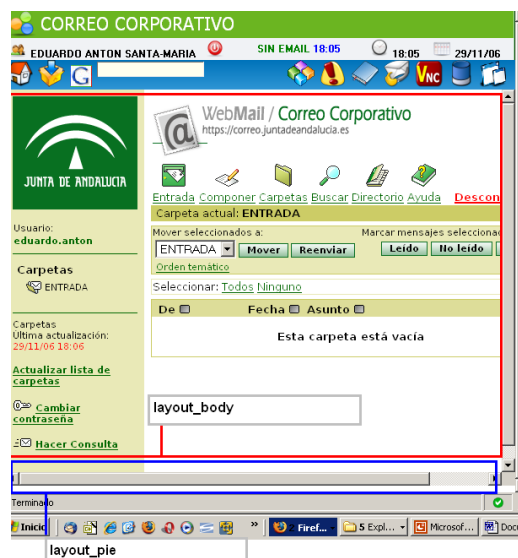 CORREO CORPORATIVO
EDUARDO ANTON SANTA-MARIA
SIN EMAIL 18:05
18:05
29/11/06
G
VNC
WebMail / Correo Corporativo
https://correo.juntadeandalucia.es
JUNTA DE ANDALUCIA
Entrada Componer Carpetas Buscar Directorio Ayuda Descon
Carpeta actual: ENTRADA
Usuario:
eduardo.anton
Mover seleccionados a:
Marcar mensajes seleccionad
ENTRADA Mover Reenviar
Leído No leído
Orden temático
Carpetas
ENTRADA
Seleccionar: Todos Ninguno
De Fecha Asunto
Esta carpeta está vacía
Carpetas
Última actualización:
29/11/06 18:06
Actualizar lista de
carpetas
Cambiar
contraseña
Hacer Consulta
layout_body
Terminado
Inicio
»
Firef...
5 Expl...
Microsof...
Doc
layout_pie